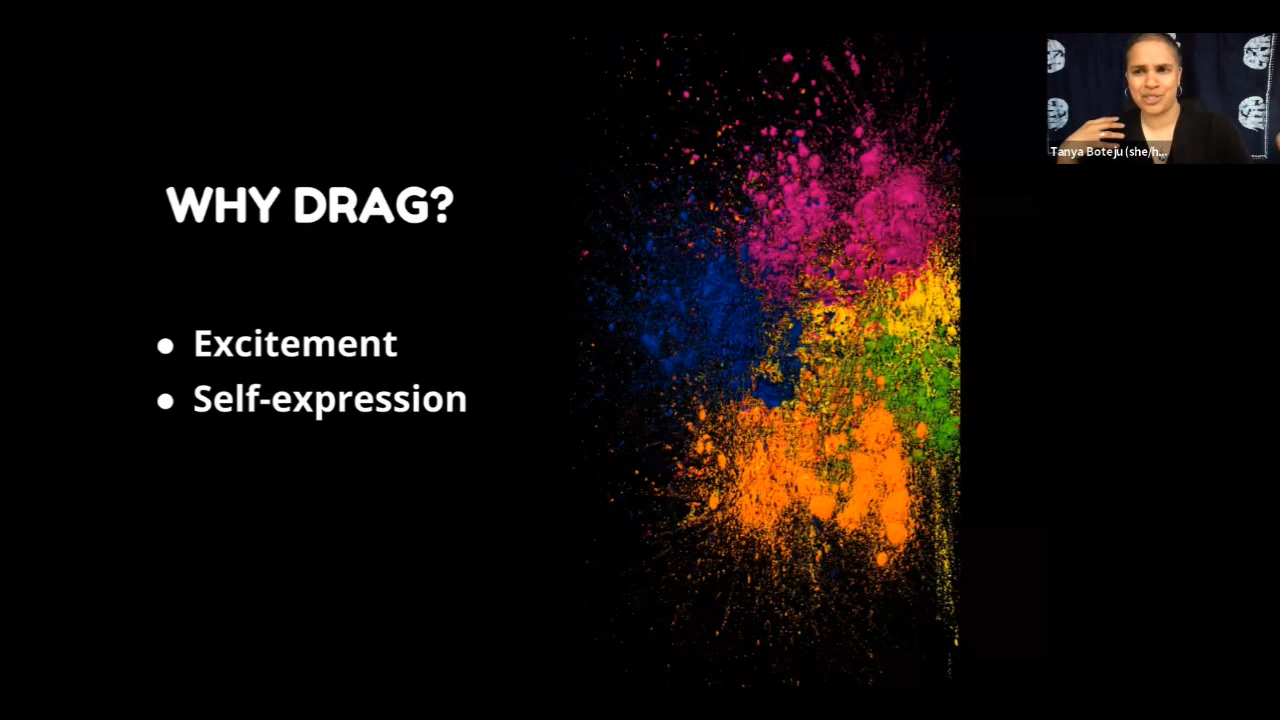 WHY DRAG?
● Excitement
● Self-expression
Tanya Boteju (she/h...